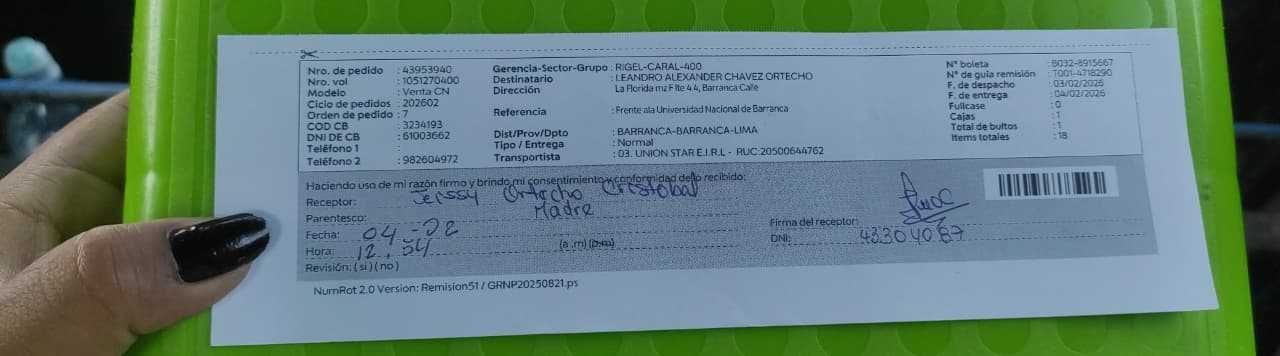 Nro. de pedido : 43953940
Nro. vol : 1051270400
Modelo : Venta CN
Ciclo de pedidos : 202602
Orden de pedido : 7
COD CB : 3234193
DNI DE CB : 61003662
Teléfono 1 :
Teléfono 2 : 982604972
Gerencia-Sector-Grupo : RIGEL-CARAL-400
Destinatario : LEANDRO ALEXANDER CHAVEZ ORTECHO
Dirección La Florida mz F lte 4 4, Barranca Calle
Referencia : Frente ala Universidad Nacional de Barranca
Dist/Prov/Dpto : BARRANCA-BARRANCA-LIMA
Tipo / Entrega : Normal
Transportista : 03. UNION STAR E.I.R.L - RUC:20500644762
N° boleta : B032-8915667
N° de guia remisión : T001-4718290
F. de despacho : 03/02/2026
F. de entrega : 04/02/2026
Fullcase : 0
Cajas : 1
Total de bultos : 1
Items totales : 18
Haciendo uso de mi razón firmo y brindo mi consentimiento y conformidad de lo recibido:
Receptor: Jerssy Ortecho Cristobal
Parentesco: Madre
Fecha: 04 -02
Hora: 12. 54 (a .m) (p.m)
Revisión: ( si ) ( no )
Firma del receptor:
DNI: 43304087
NumRot 2.0 Version: Remision51 / GRNP20250821.ps